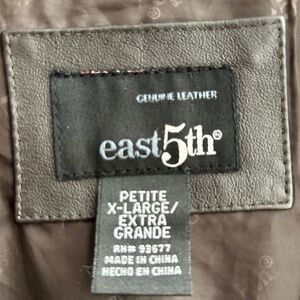 GENUINE LEATHER
east5th®
PETITE
X-LARGE/
EXTRA
GRANDE
RN# 93677
MADE IN CHINA
HECHO EN CHINA